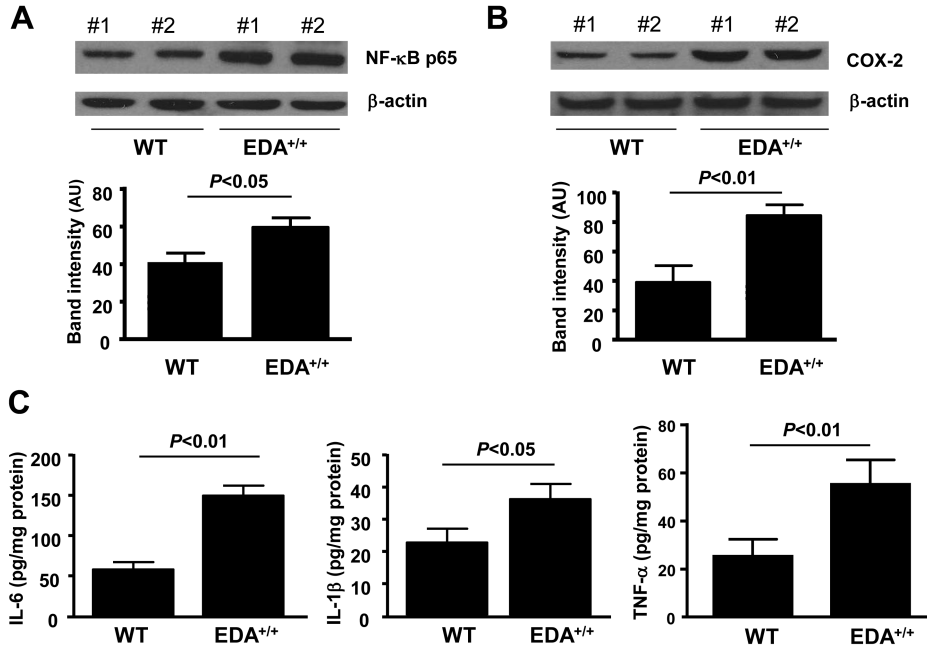 A
#1 #2 #1 #2
NF-κB p65
β-actin
WT EDA+/+
P<0.05
Band intensity (AU)
80
60
40
20
0
WT EDA+/+
B
#1 #2 #1 #2
COX-2
β-actin
WT EDA+/+
P<0.01
Band intensity (AU)
100
80
60
40
20
0
WT EDA+/+
C
P<0.01
IL-6 (pg/mg protein)
200
150
100
50
0
WT EDA+/+
P<0.05
IL-1β (pg/mg protein)
50
40
30
20
10
0
WT EDA+/+
P<0.01
TNF-α (pg/mg protein)
80
60
40
20
0
WT EDA+/+